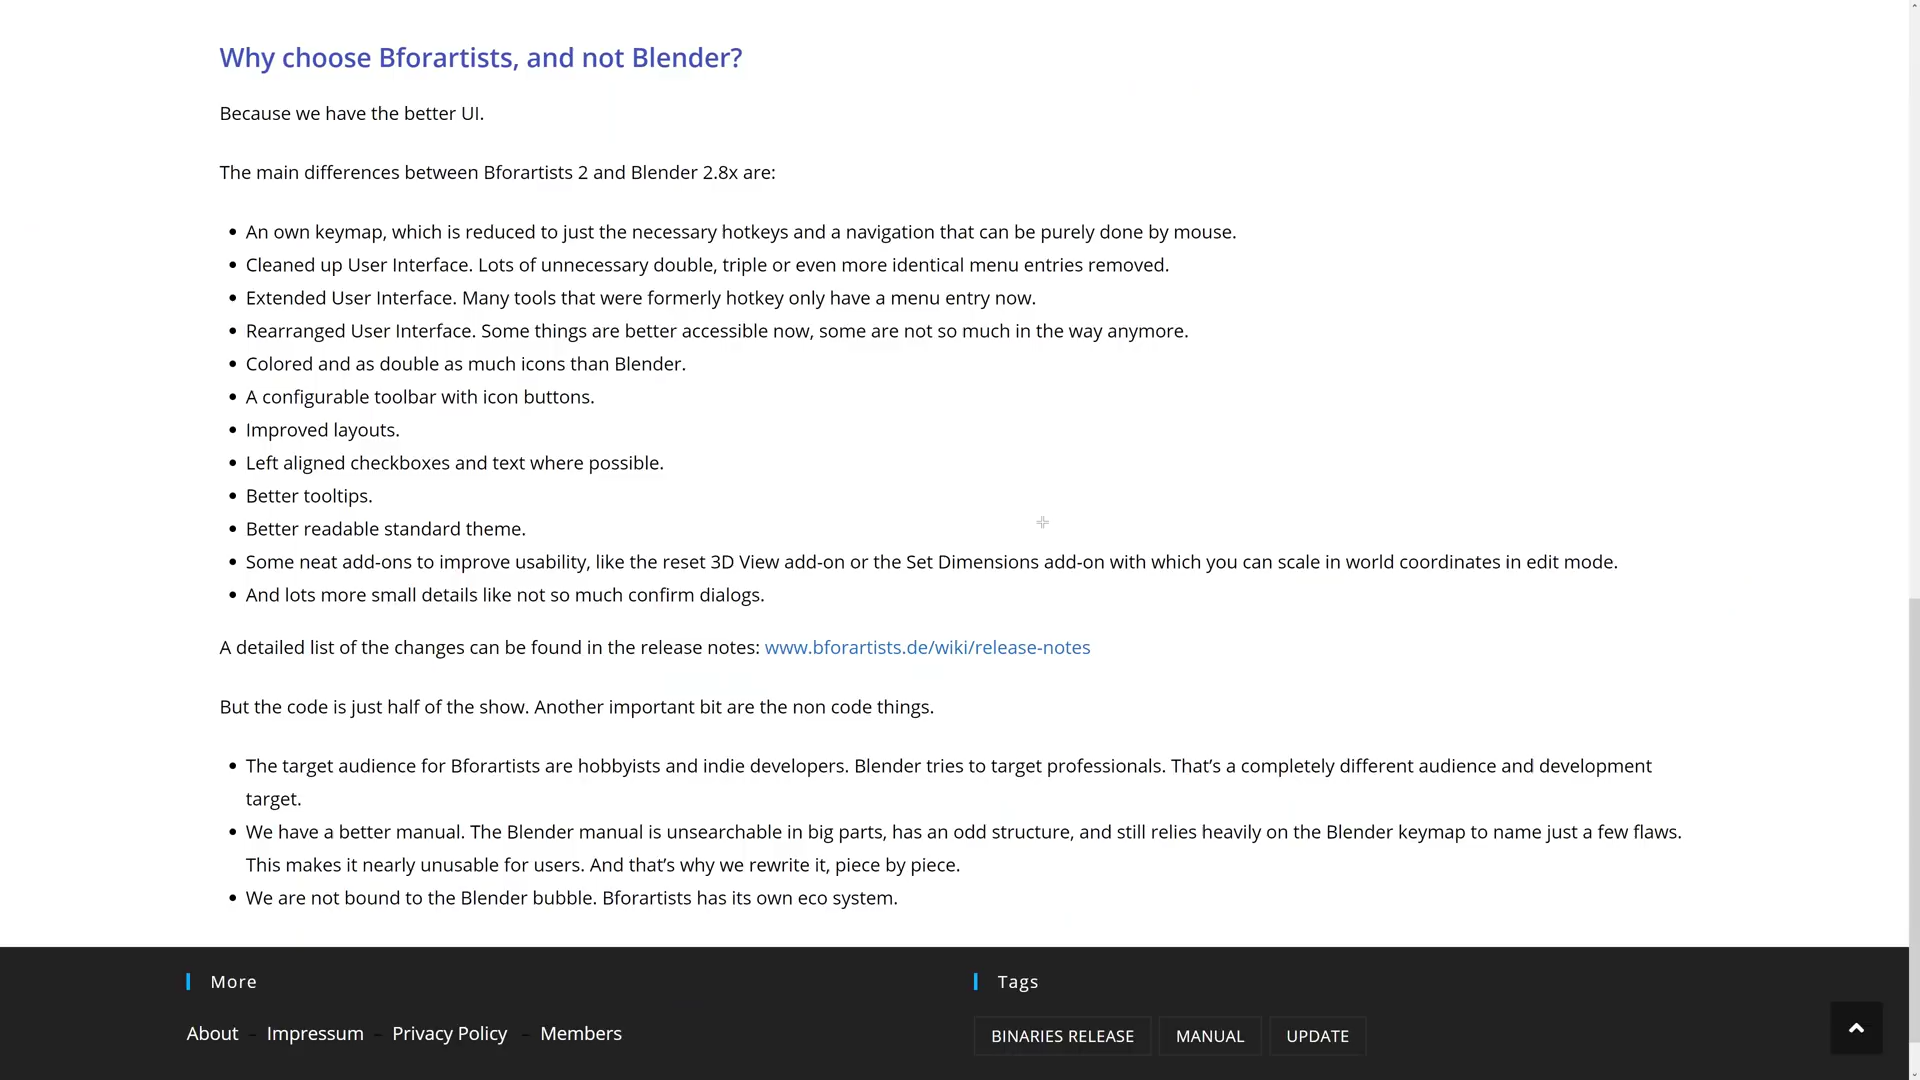 Why choose Bforartists, and not Blender?
Because we have the better UI.
The main differences between Bforartists 2 and Blender 2.8x are:
• An own keymap, which is reduced to just the necessary hotkeys and a navigation that can be purely done by mouse.
• Cleaned up User Interface. Lots of unnecessary double, triple or even more identical menu entries removed.
• Extended User Interface. Many tools that were formerly hotkey only have a menu entry now.
• Rearranged User Interface. Some things are better accessible now, some are not so much in the way anymore.
• Colored and as double as much icons than Blender.
• A configurable toolbar with icon buttons.
• Improved layouts.
• Left aligned checkboxes and text where possible.
• Better tooltips.
• Better readable standard theme.
• Some neat add-ons to improve usability, like the reset 3D View add-on or the Set Dimensions add-on with which you can scale in world coordinates in edit mode.
• And lots more small details like not so much confirm dialogs.
A detailed list of the changes can be found in the release notes: www.bforartists.de/wiki/release-notes
But the code is just half of the show. Another important bit are the non code things.
• The target audience for Bforartists are hobbyists and indie developers. Blender tries to target professionals. That’s a completely different audience and development
target.
• We have a better manual. The Blender manual is unsearchable in big parts, has an odd structure, and still relies heavily on the Blender keymap to name just a few flaws.
This makes it nearly unusable for users. And that’s why we rewrite it, piece by piece.
• We are not bound to the Blender bubble. Bforartists has its own eco system.
More
About – Impressum – Privacy Policy – Members
Tags
BINARIES RELEASE MANUAL UPDATE